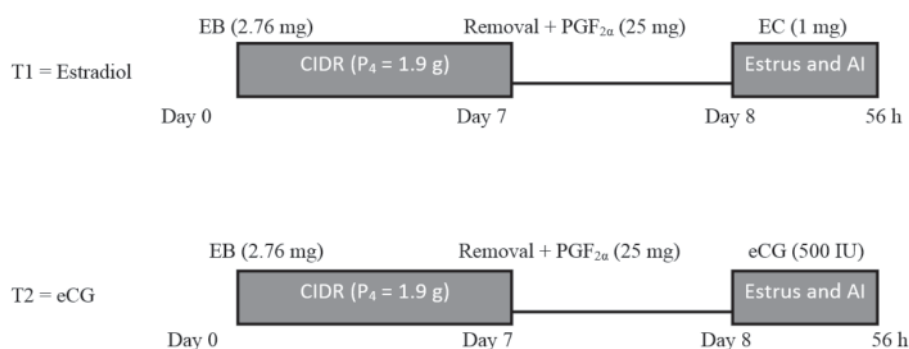 EB (2.76 mg) Removal + PGF2α (25 mg) EC (1 mg)
T1 = Estradiol CIDR (P4 = 1.9 g) Estrus and AI
Day 0 Day 7 Day 8 56 h
EB (2.76 mg) Removal + PGF2α (25 mg) eCG (500 IU)
T2 = eCG CIDR (P4 = 1.9 g) Estrus and AI
Day 0 Day 7 Day 8 56 h